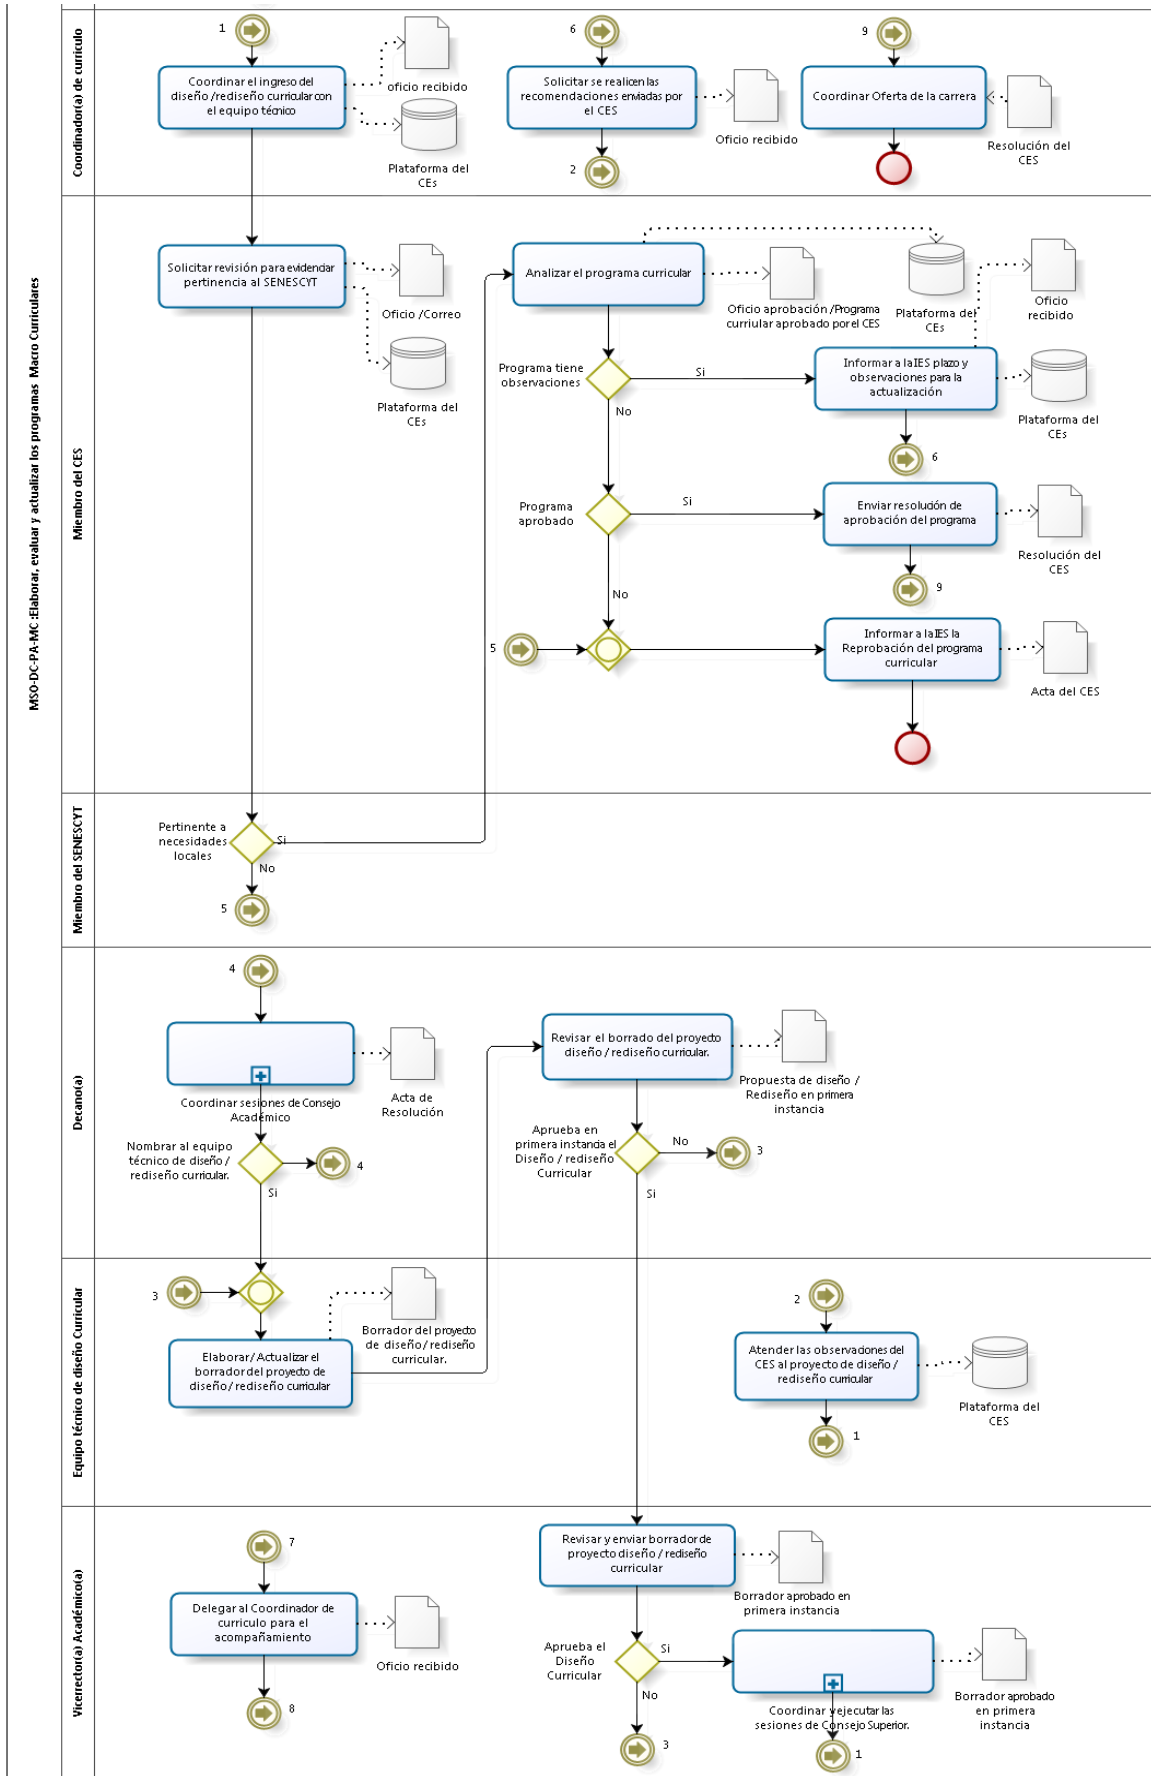 MSO-DC-PA-MC :Elaborar, evaluar y actualizar los programas Macro Curriculares
Coordinador(a) de curriculo
1
Coordinar el ingreso del
diseño /rediseño curricular con
el equipo técnico
oficio recibido
Plataforma del
CEs
6
Solicitar se realicen las
recomendaciones enviadas por
el CES
Oficio recibido
2
9
Coordinar Oferta de la carrera
Resolución del
CES
Miembro del CES
Solicitar revisión para evidenciar
pertinencia al SENESCYT
Oficio /Correo
Plataforma del
CEs
Analizar el programa curricular
Oficio aprobación /Programa
curriular aprobado por el CES
Plataforma del
CEs
Oficio
recibido
Programa tiene
observaciones
Si
No
Informar a la IES plazo y
observaciones para la
actualización
Plataforma del
CEs
6
Programa
aprobado
Si
No
Enviar resolución de
aprobación del programa
Resolución del
CES
9
5
Informar a la IES la
Reprobación del programa
curricular
Acta del CES
Miembro del SENESCYT
Pertinente a
necesidades
locales
Si
No
5
Decano(a)
4
Coordinar sesiones de Consejo
Académico
Acta de
Resolución
Nombrar al equipo
técnico de diseño /
rediseño curricular.
4
Si
Revisar el borrado del proyecto
diseño / rediseño curricular.
Propuesta de diseño /
Rediseño en primera
instancia
Aprueba en
primera instancia el
Diseño / rediseño
Curricular
No
3
Si
Equipo técnico de diseño Curricular
3
Borrador del proyecto
de diseño/ rediseño
curricular.
Elaborar/ Actualizar el
borrador del proyecto de
diseño/ rediseño curricular
2
Atender las observaciones del
CES al proyecto de diseño /
rediseño curricular
Plataforma del
CES
1
Vicerrector(a) Académico(a)
7
Delegar al Coordinador de
curriculo para el
acompañamiento
Oficio recibido
8
Revisar y enviar borrador de
proyecto diseño / rediseño
curricular
Borrador aprobado en
primera instancia
Aprueba el
Diseño
Curricular
Si
No
3
Coordinar y ejecutar las
sesiones de Consejo Superior.
Borrador aprobado
en primera
instancia
1